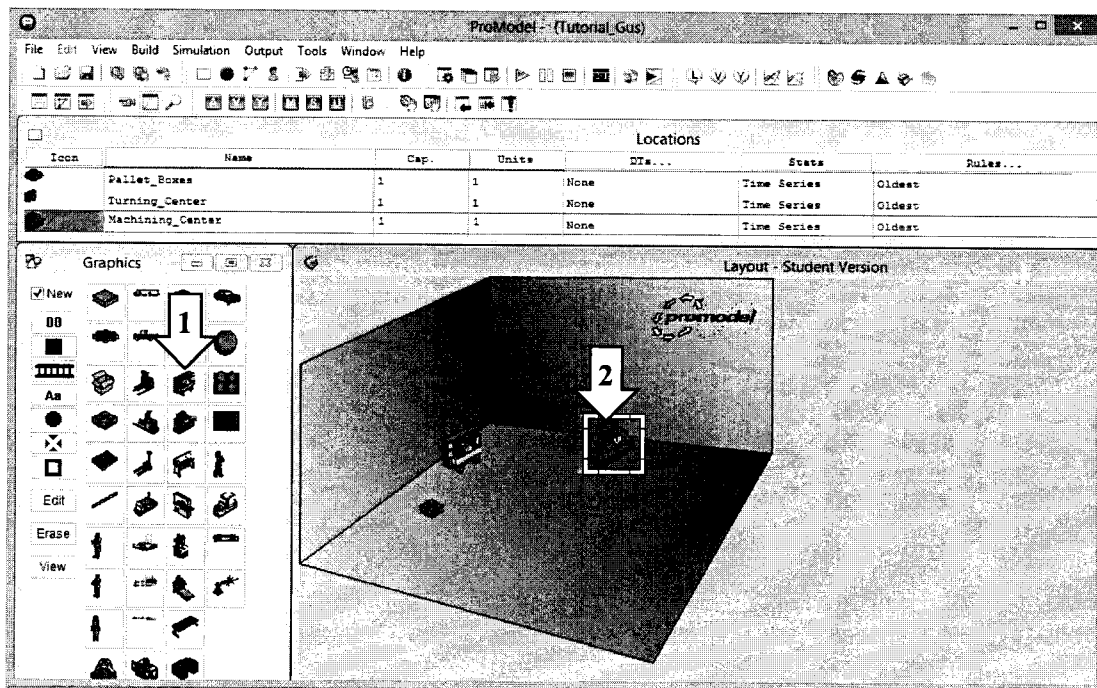 ProModel - (Tutorial_Gus)
File Edit View Build Simulation Output Tools Window Help
Locations
Icon Name Cap. Units DTs... Stats Rules...
Pallet_Boxes 1 1 None Time Series Oldest
Turning_Center 1 1 None Time Series Oldest
Machining_Center 1 1 None Time Series Oldest
Graphics
Layout - Student Version
New
1
2
promodel
Aa
Edit
Erase
View